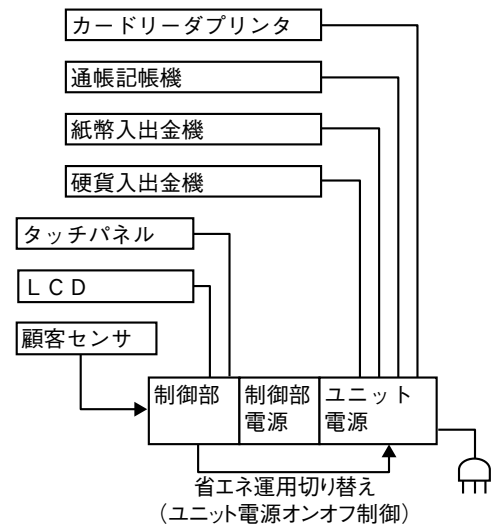 カードリーダプリンタ
通帳記帳機
紙幣入出金機
硬貨入出金機
タッチパネル
ＬＣＤ
顧客センサ
制御部
制御部
電源
ユニット
電源
省エネ運用切り替え
（ユニット電源オンオフ制御）